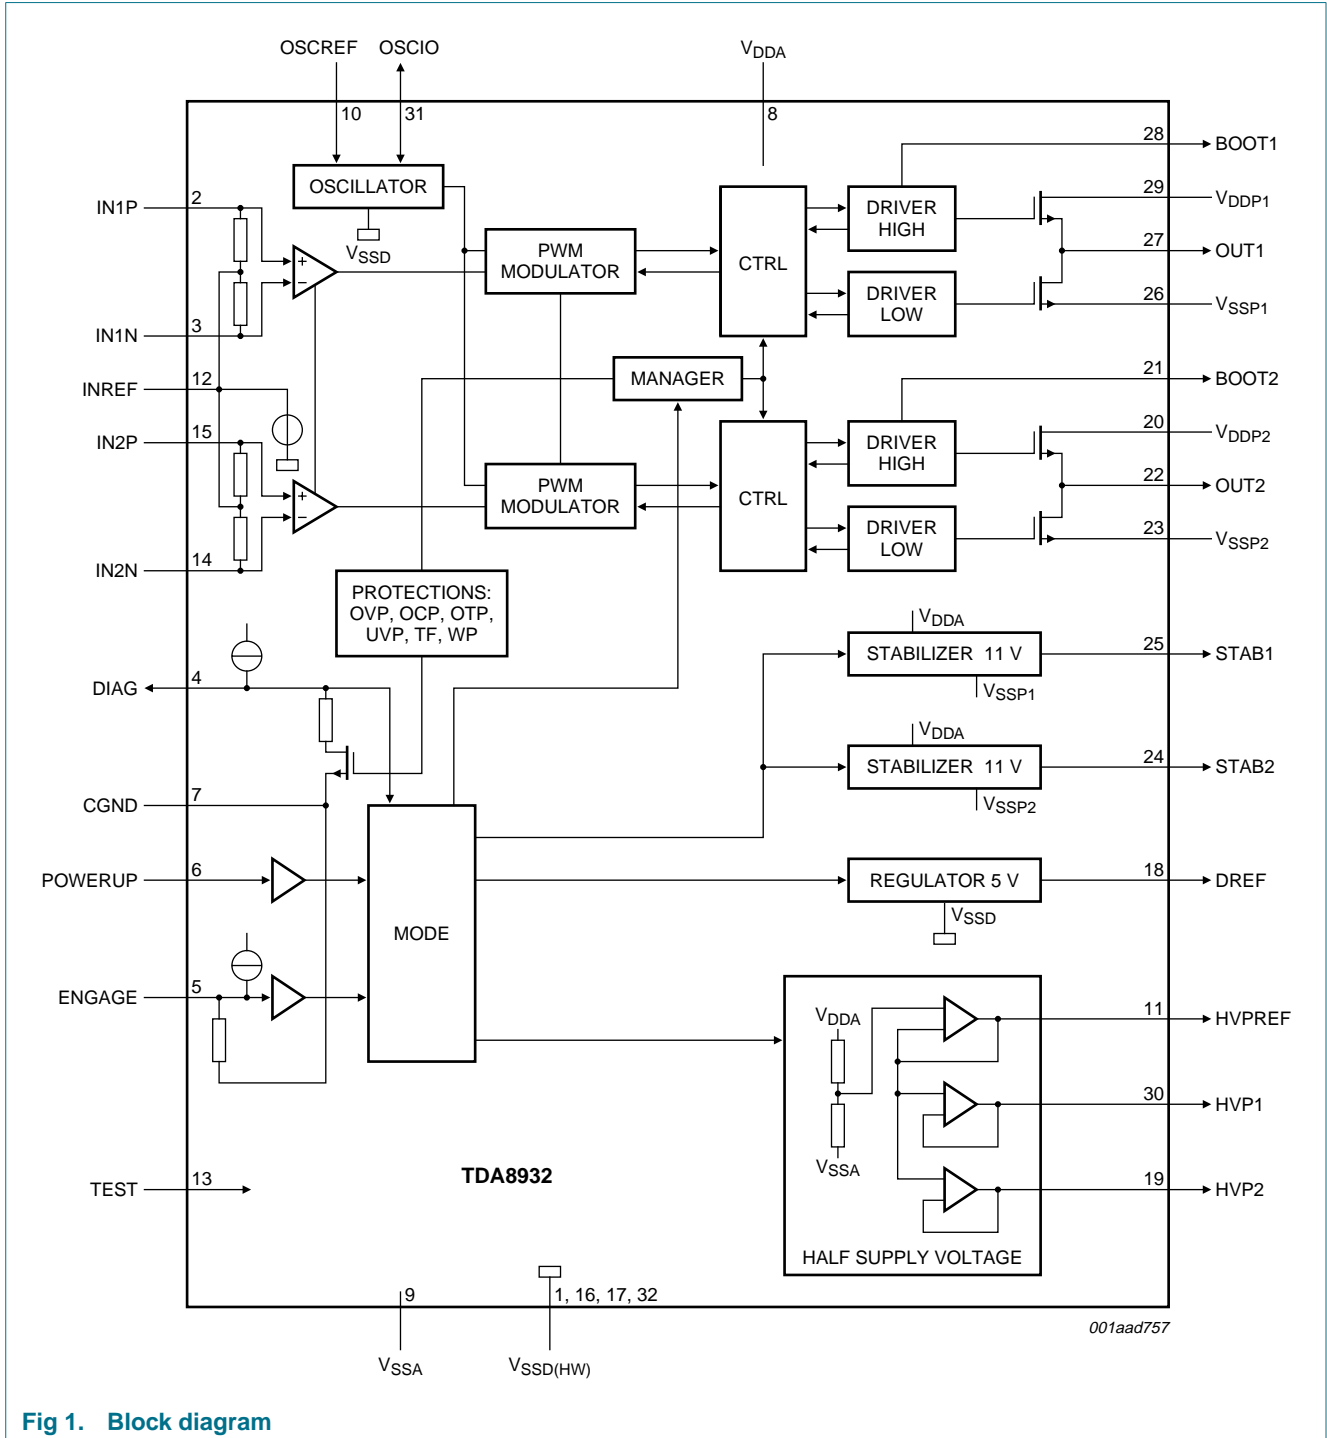 OSCREF OSCIO VDDA
10 31 8
28 BOOT1
OSCILLATOR
IN1P 2
VSSD
PWM
MODULATOR
CTRL
DRIVER
HIGH
29 VDDP1
27 OUT1
DRIVER
LOW
26 VSSP1
+
−
IN1N 3
MANAGER
21 BOOT2
INREF 12
IN2P 15
PWM
MODULATOR
CTRL
DRIVER
HIGH
20 VDDP2
22 OUT2
DRIVER
LOW
23 VSSP2
+
−
IN2N 14
PROTECTIONS:
OVP, OCP, OTP,
UVP, TF, WP
VDDA
STABILIZER 11 V
25 STAB1
VSSP1
DIAG 4
VDDA
STABILIZER 11 V
24 STAB2
VSSP2
CGND 7
POWERUP 6
MODE
REGULATOR 5 V
18 DREF
VSSD
ENGAGE 5
VDDA
11 HVPREF
30 HVP1
VSSA
19 HVP2
HALF SUPPLY VOLTAGE
TEST 13
TDA8932
9 1, 16, 17, 32
001aad757
VSSA VSSD(HW)
Fig 1. Block diagram